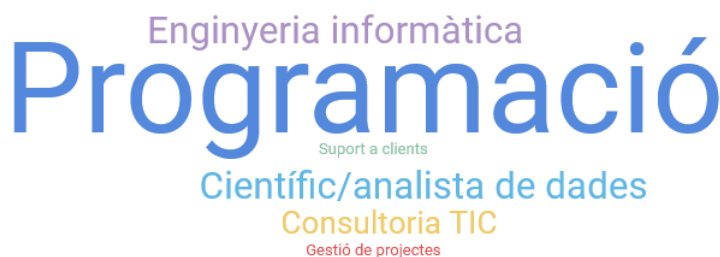 Enginyeria informàtica
Programació
Suport a clients
Científic/analista de dades
Consultoria TIC
Gestió de projectes